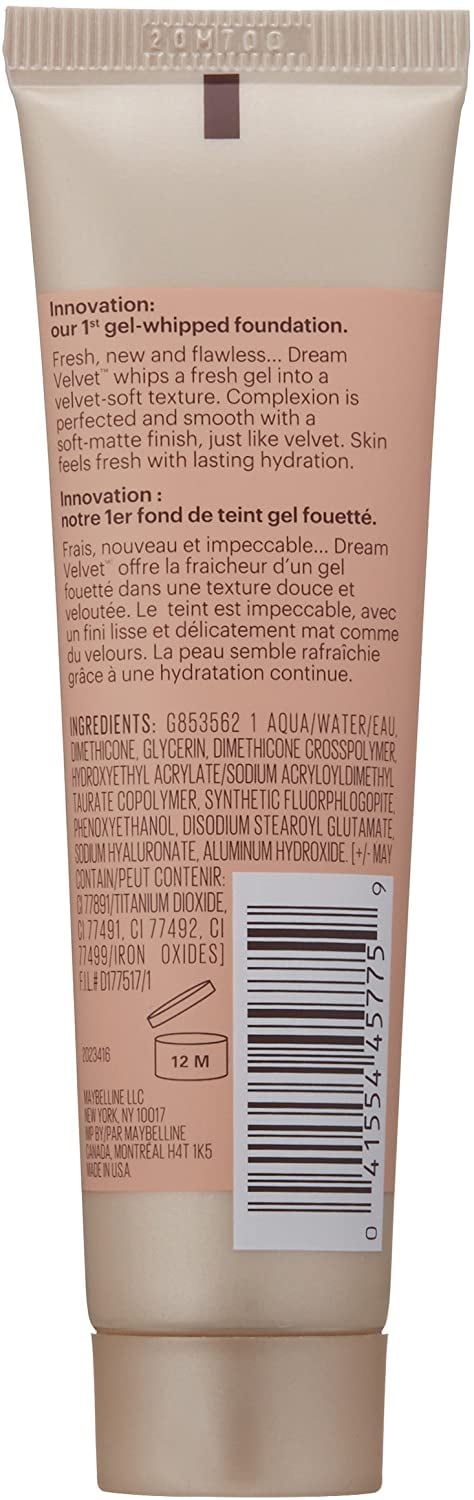 20M700
Innovation:
our 1st gel-whipped foundation.
Fresh, new and flawless... Dream
Velvet™ whips a fresh gel into a
velvet-soft texture. Complexion is
perfected and smooth with a
soft-matte finish, just like velvet. Skin
feels fresh with lasting hydration.
Innovation :
notre 1er fond de teint gel fouetté.
Frais, nouveau et impeccable... Dream
Velvet™ offre la fraicheur d'un gel
fouetté dans une texture douce et
veloutée. Le teint est impeccable, avec
un fini lisse et délicatement mat comme
du velours. La peau semble rafraîchie
grâce à une hydratation continue.
INGREDIENTS: G853562 1 AQUA/WATER/EAU,
DIMETHICONE, GLYCERIN, DIMETHICONE CROSSPOLYMER,
HYDROXYETHYL ACRYLATE/SODIUM ACRYLOYLDIMETHYL
TAURATE COPOLYMER, SYNTHETIC FLUORPHLOGOPITE,
PHENOXYETHANOL, DISODIUM STEAROYL GLUTAMATE,
SODIUM HYALURONATE, ALUMINUM HYDROXIDE. [+/- MAY
CONTAIN/PEUT CONTENIR:
CI 77891/TITANIUM DIOXIDE,
CI 77491, CI 77492, CI
77499/IRON OXIDES]
F.I.L.# D177517/1
12 M
2023416
MAYBELLINE LLC
NEW YORK, NY 10017
IMP BY/PAR MAYBELLINE
CANADA, MONTRÉAL H4T 1K5
MADE IN U.S.A
0 41554 45775 9